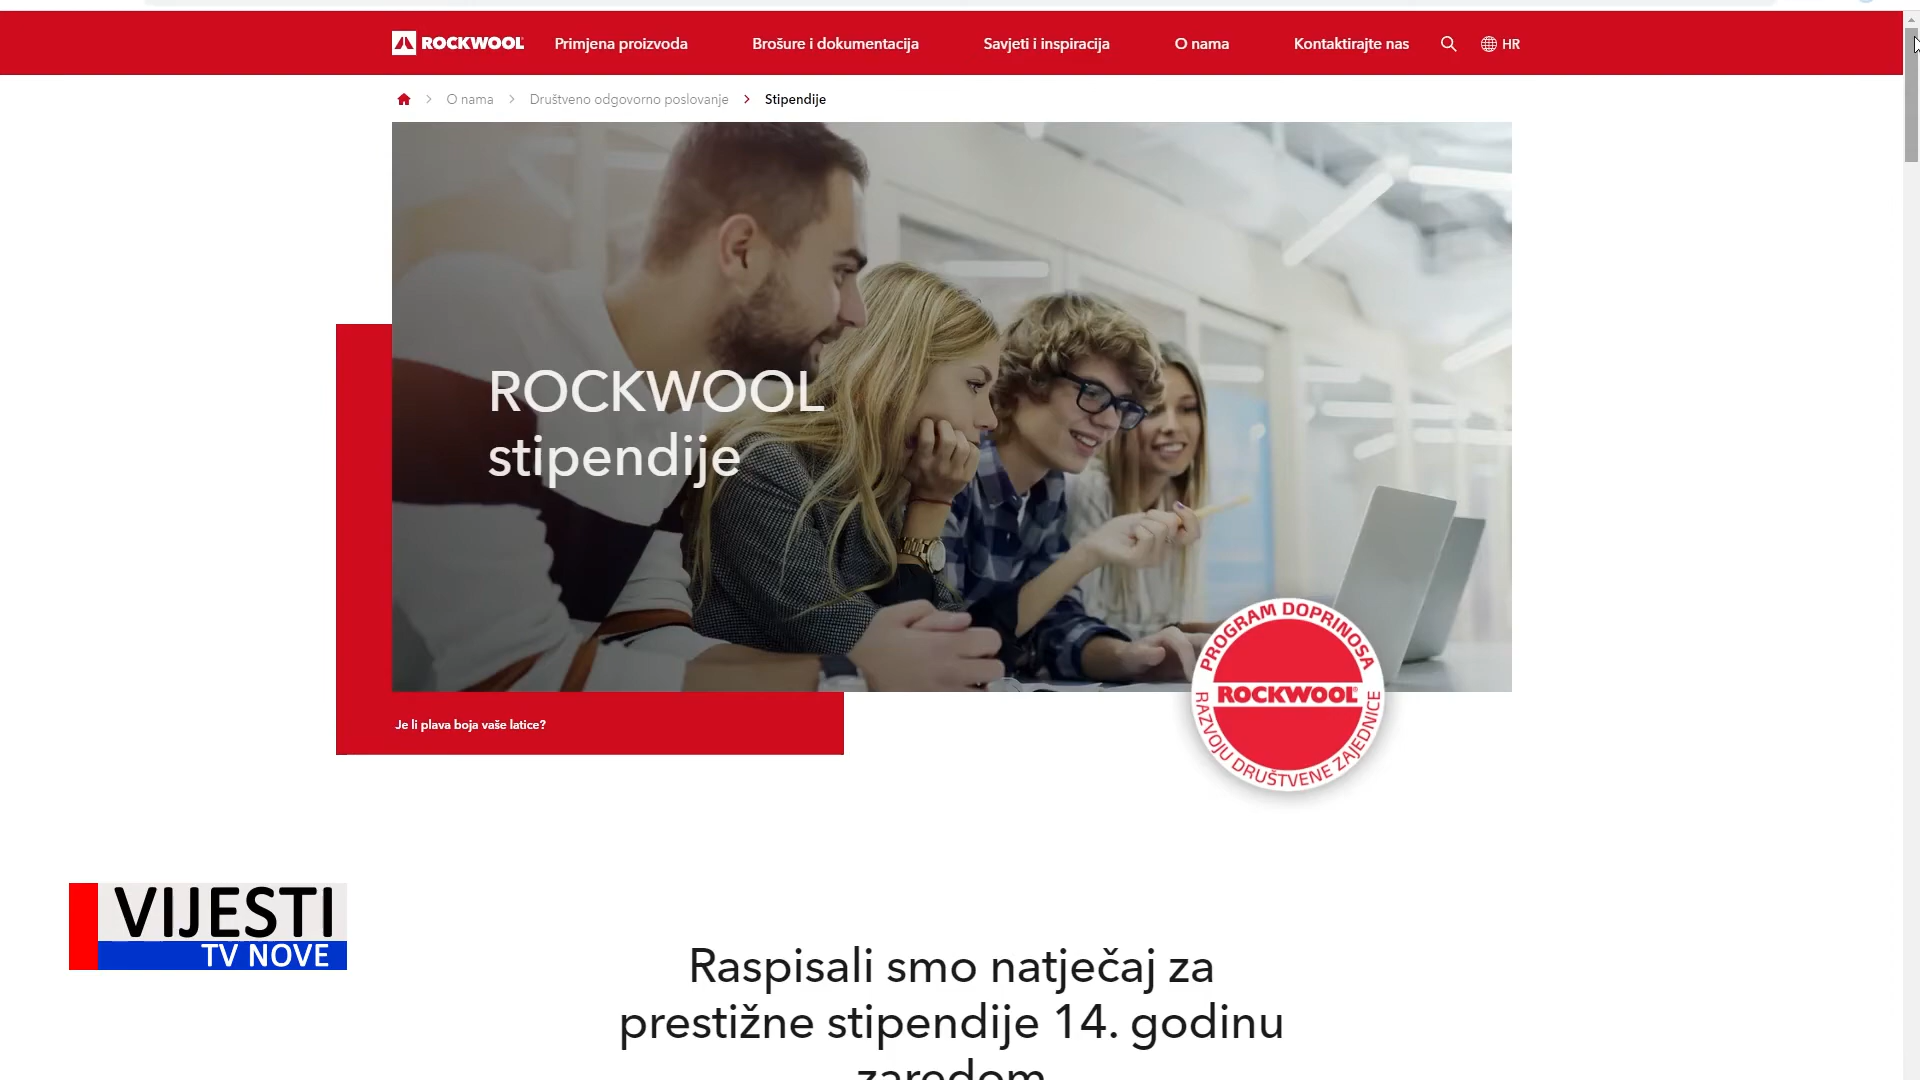 ROCKWOOL
Primjena proizvoda
Brošure i dokumentacija
Savjeti i inspiracija
O nama
Kontaktirajte nas
HR
O nama
Društveno odgovorno poslovanje
Stipendije
ROCKWOOL
stipendije
PROGRAM DOPRINOSA
ROCKWOOL®
RAZVOJU DRUŠTVENE ZAJEDNICE
Je li plava boja vaše latice?
VIJESTI
TV NOVE
Raspisali smo natječaj za
prestižne stipendije 14. godinu
zaredom